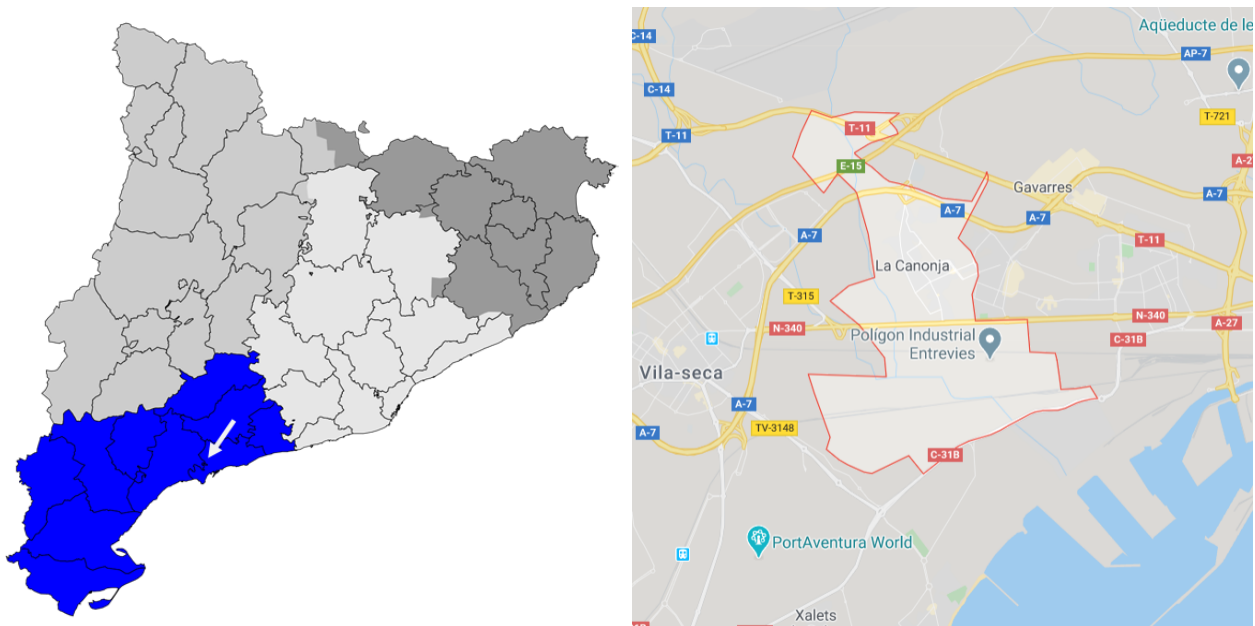 C-14
Aqüeducte de le
AP-7
C-14
T-721
T-11
T-11
A-2
E-15
Gavarres
A-7
A-7
A-7
A-7
T-11
La Canonja
T-315
N-340
N-340
A-27
Polígon Industrial
Entrevies
C-31B
Vila-seca
A-7
TV-3148
A-7
C-31B
PortAventura World
Xalets